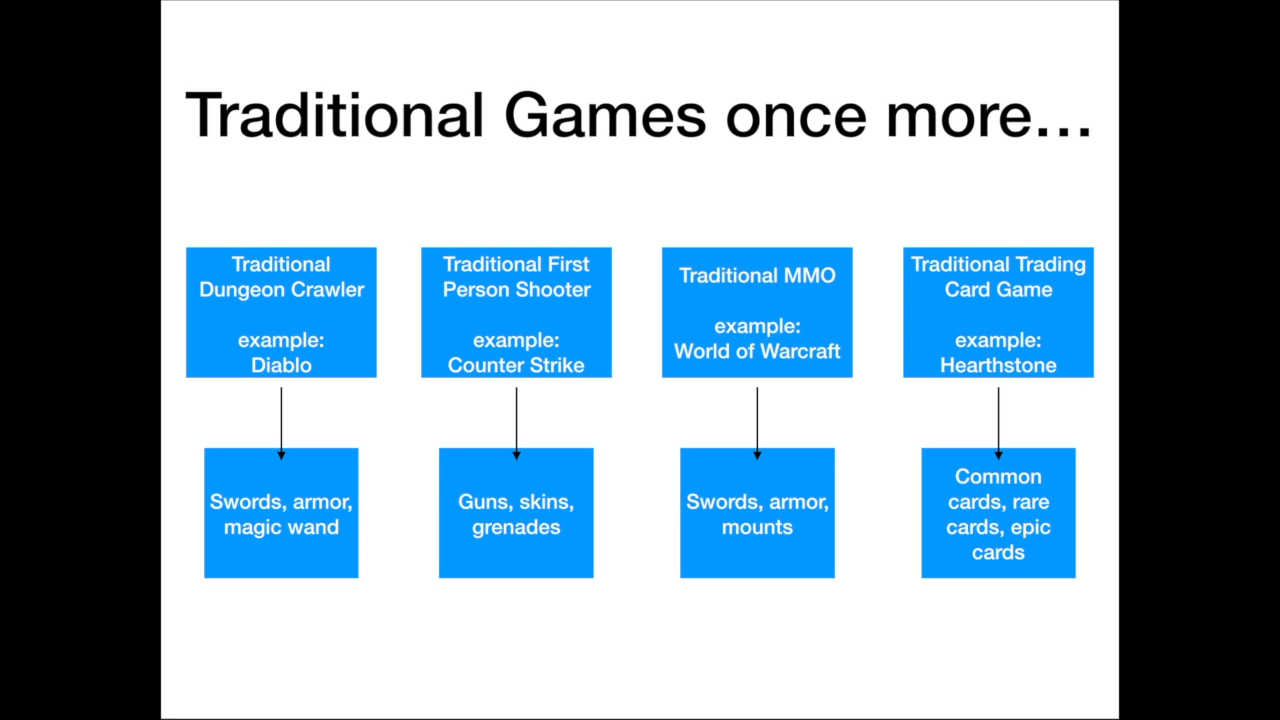 Traditional Games once more...
Traditional
Dungeon Crawler
example:
Diablo
Traditional First
Person Shooter
example:
Counter Strike
Traditional MMO
example:
World of Warcraft
Traditional Trading
Card Game
example:
Hearthstone
Swords, armor,
magic wand
Guns, skins,
grenades
Swords, armor,
mounts
Common
cards, rare
cards, epic
cards